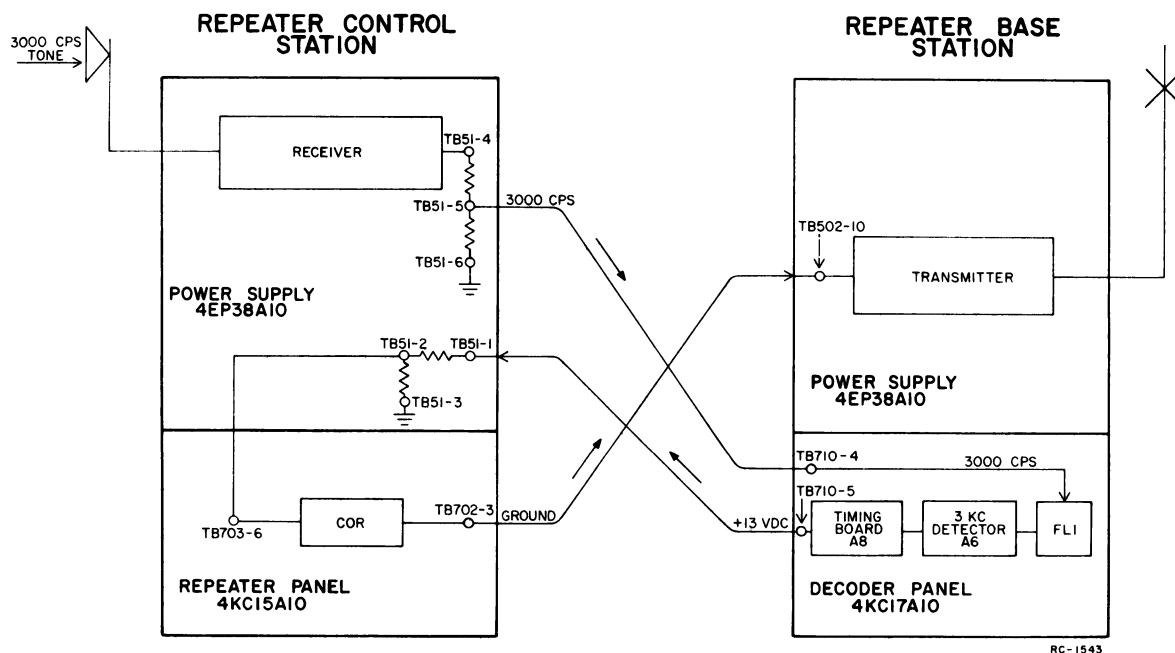 REPEATER CONTROL
STATION
3000 CPS
TONE
RECEIVER
TB51-4
TB51-5
3000 CPS
TB51-6
POWER SUPPLY
4EP38A10
TB51-2
TB51-1
TB51-3
TB703-6
COR
TB702-3
GROUND
REPEATER PANEL
4KC15A10
REPEATER BASE
STATION
TB502-10
TRANSMITTER
POWER SUPPLY
4EP38A10
TB710-4
3000 CPS
TB710-5
+13 VDC
TIMING
BOARD
A8
3 KC
DETECTOR
A6
FL1
DECODER PANEL
4KC17A10
RC-1543